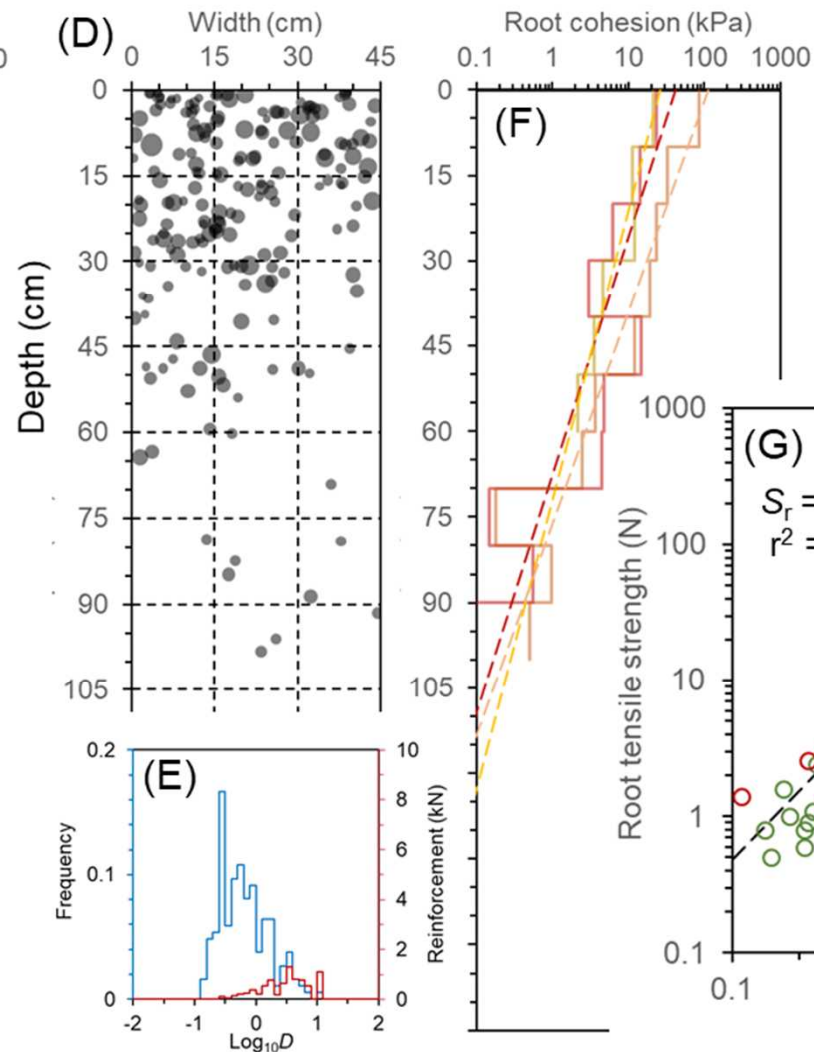 0
(D)
Width (cm)
0 15 30 45
Depth (cm)
0
15
30
45
60
75
90
105
Root cohesion (kPa)
0.1 1 10 100 1000
(F)
0
15
30
45
60
75
90
105
(E)
Frequency
0.2
0.1
0
Reinforcement (kN)
10
8
6
4
2
0
-2 -1 0 1 2
Log10D
(G)
Sr =
r2 =
Root tensile strength (N)
1000
100
10
1
0.1
0.1